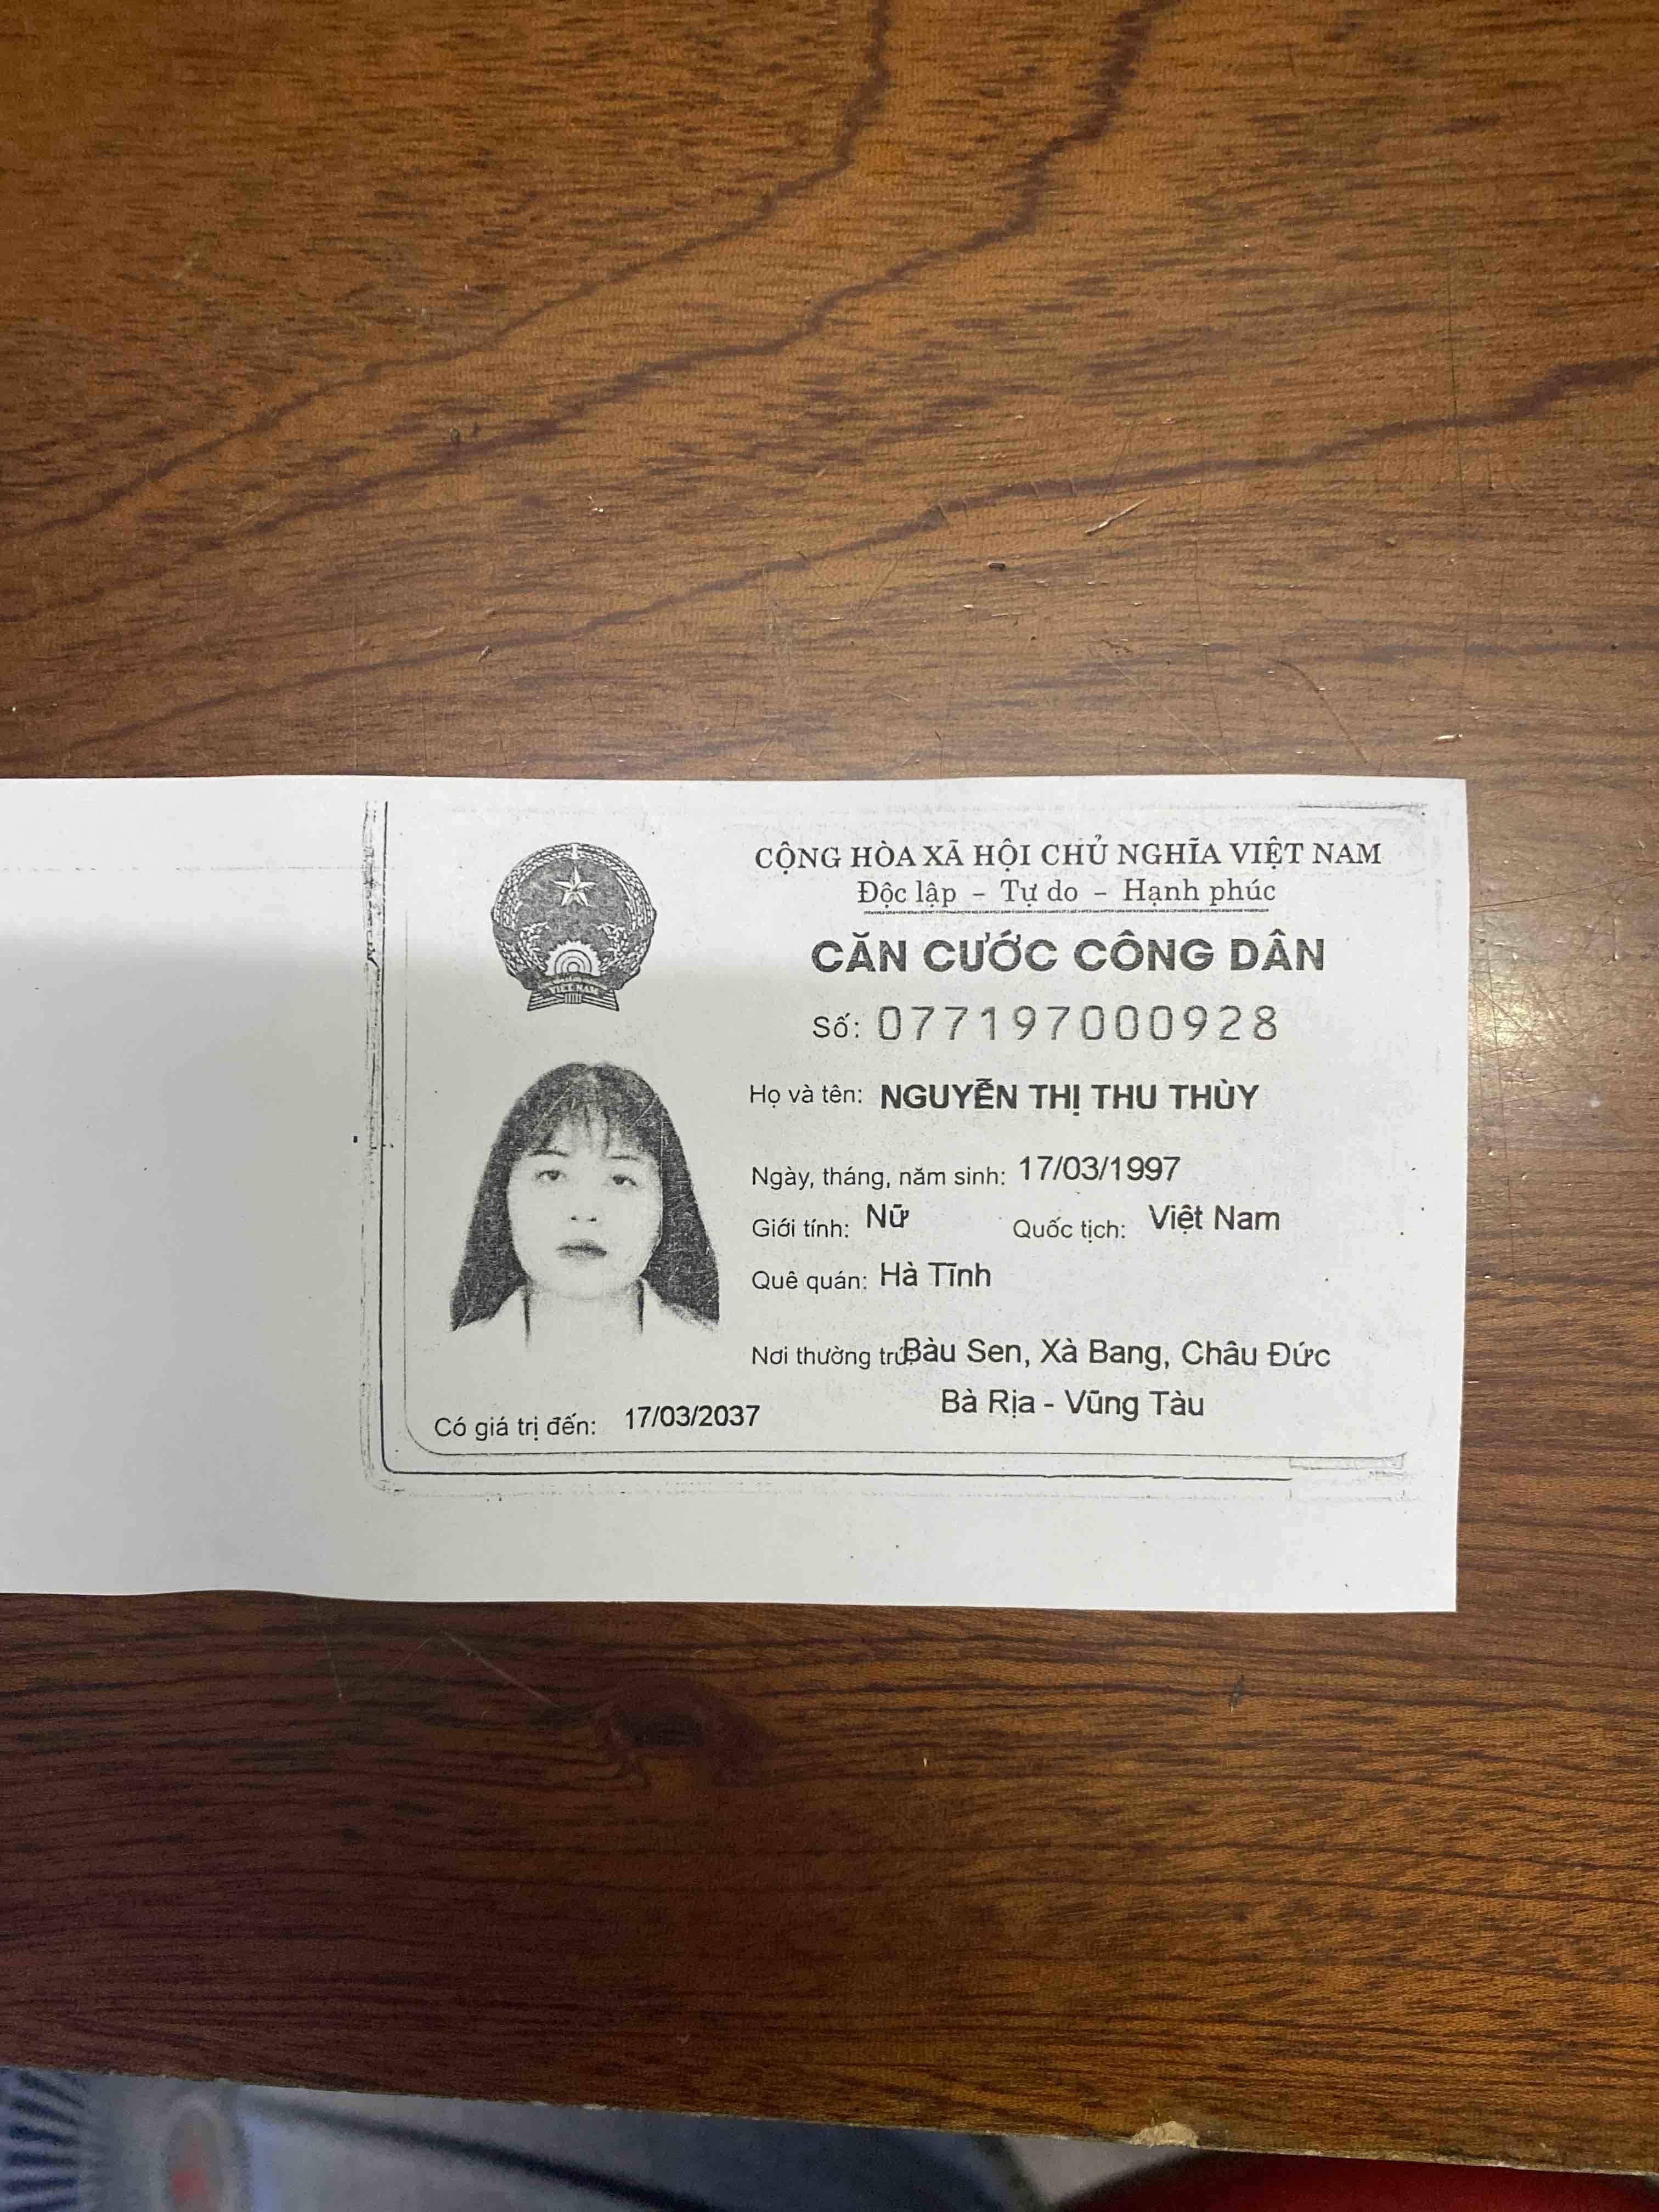 CỘNG HÒA XÃ HỘI CHỦ NGHĨA VIỆT NAM
Độc lập - Tự do - Hạnh phúc
CĂN CƯỚC CÔNG DÂN
Số: 077197000928
Họ và tên: NGUYỄN THỊ THU THÙY
Ngày, tháng, năm sinh: 17/03/1997
Giới tính: Nữ Quốc tịch: Việt Nam
Quê quán: Hà Tĩnh
Nơi thường trú: Bàu Sen, Xà Bang, Châu Đức
Bà Rịa - Vũng Tàu
Có giá trị đến: 17/03/2037
VIỆT NAM